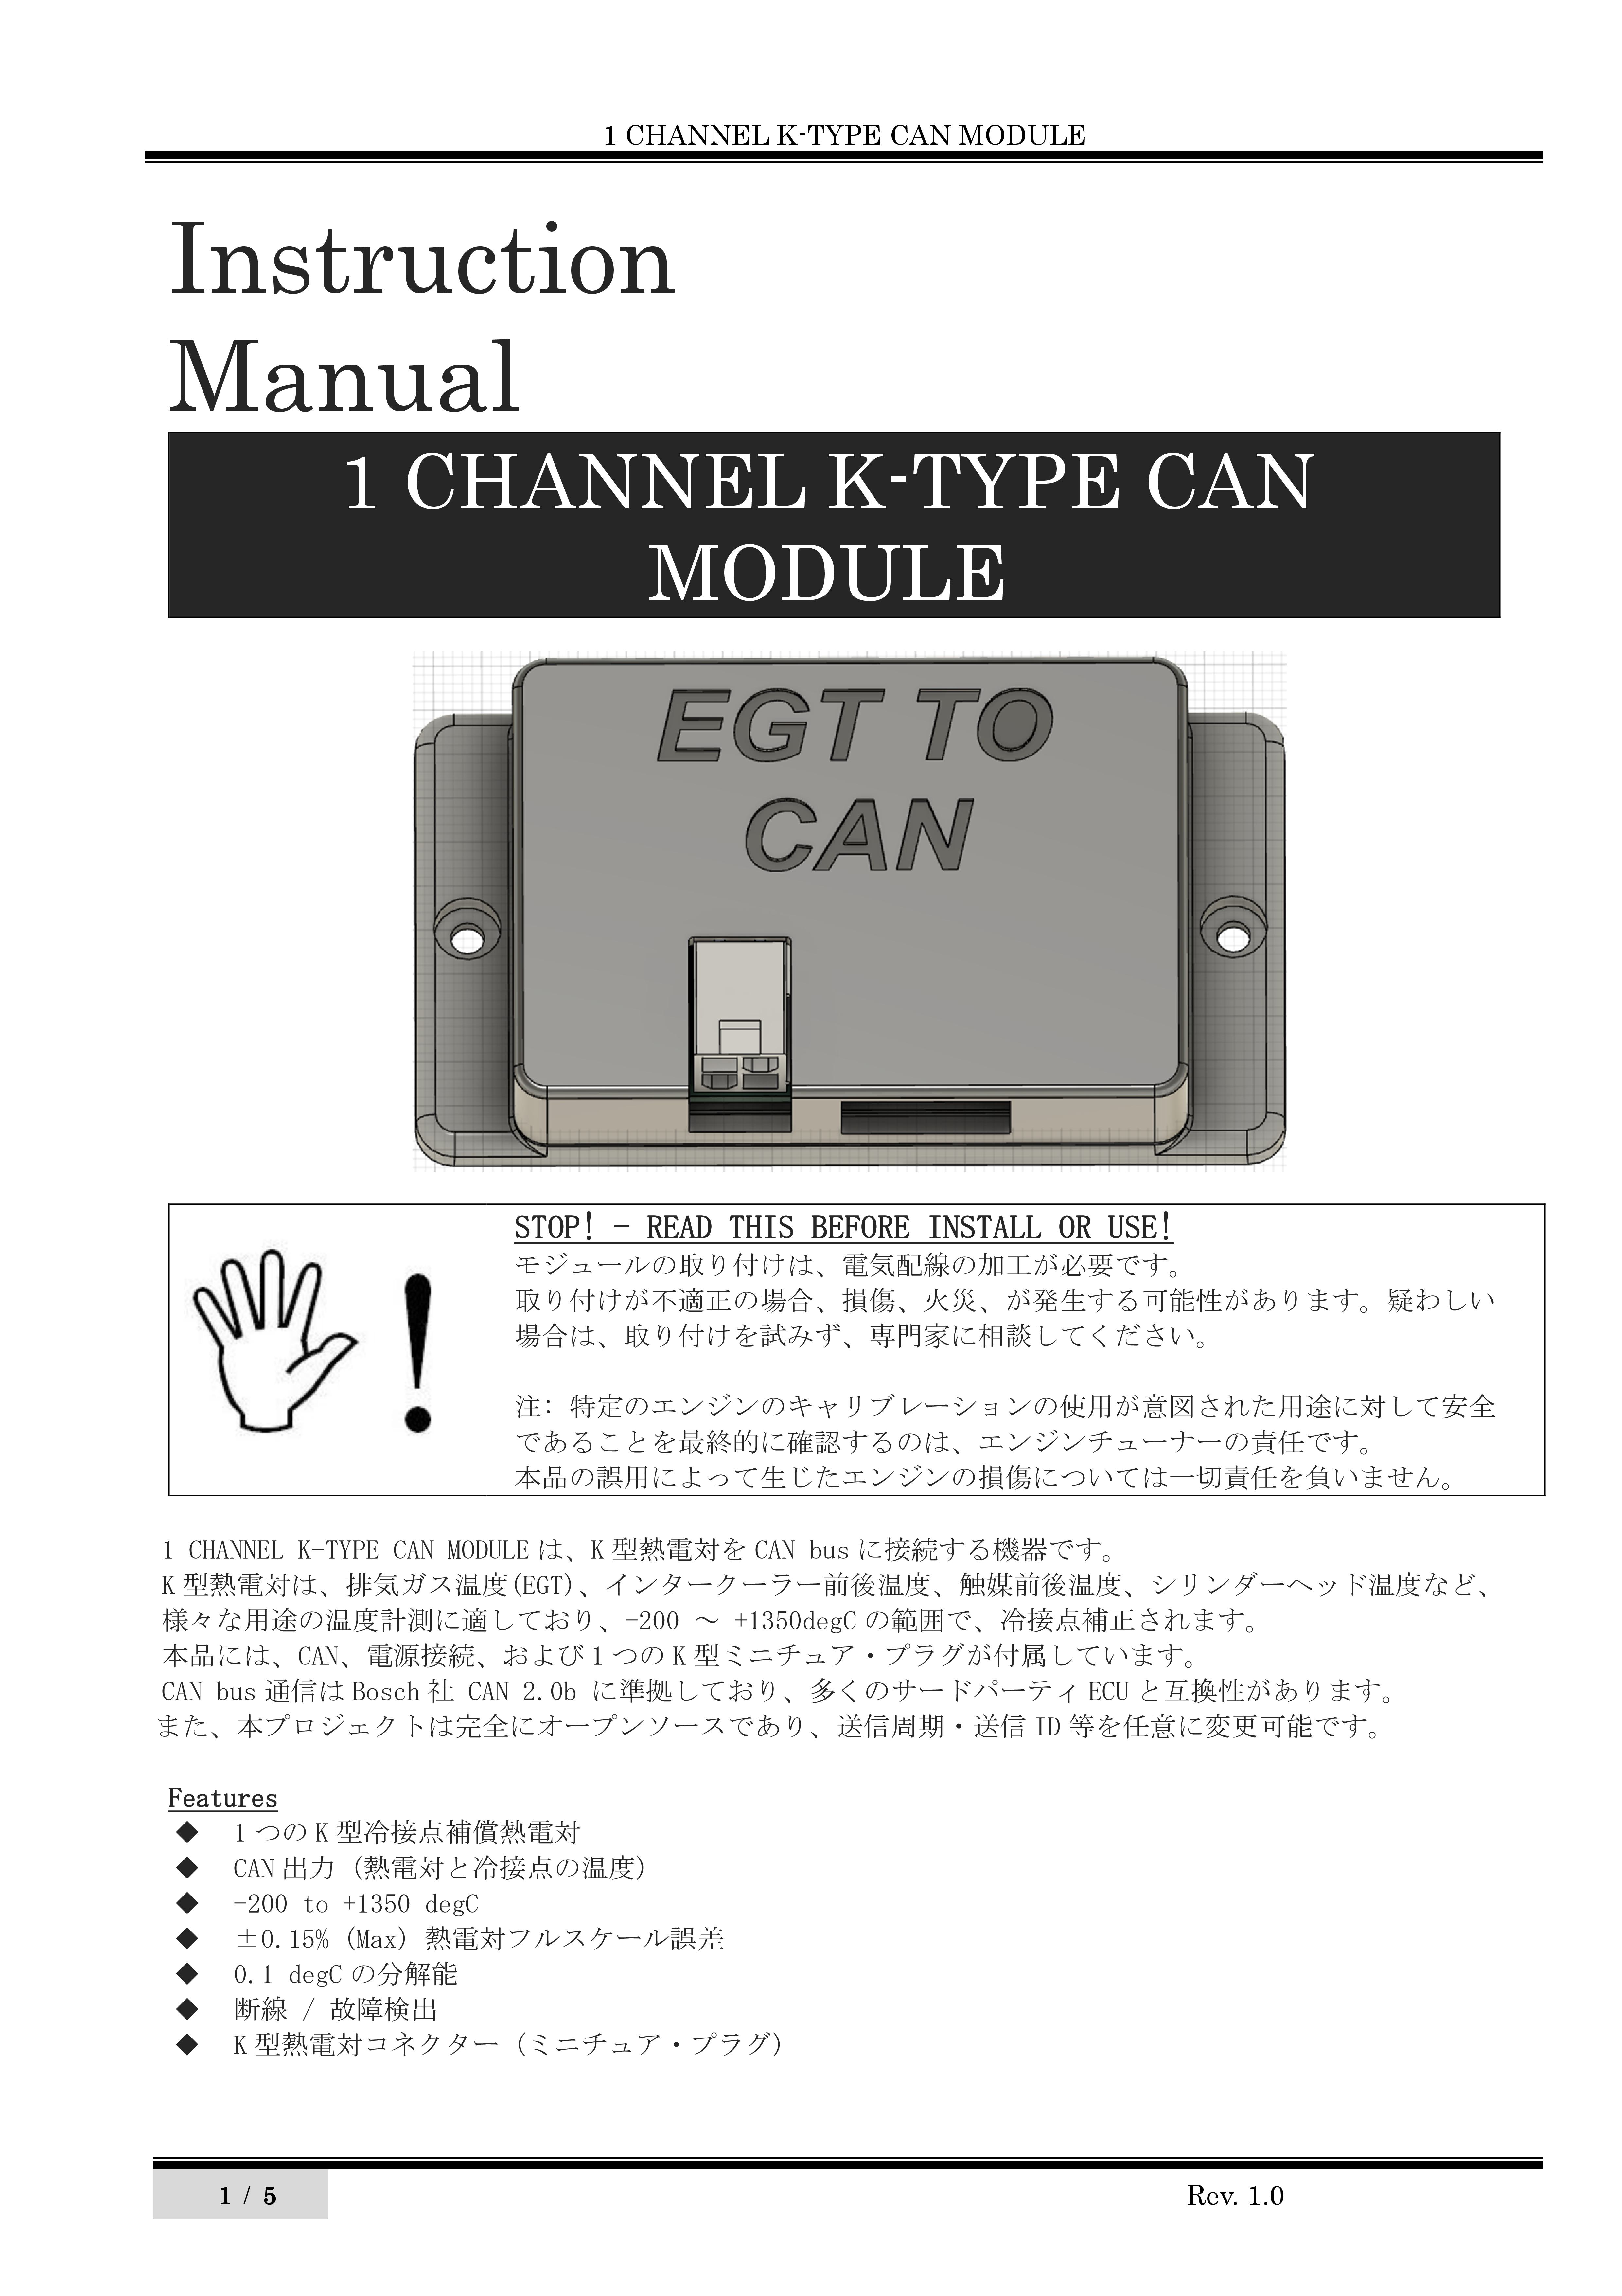 1 CHANNEL K-TYPE CAN MODULE
Instruction
Manual
1 CHANNEL K-TYPE CAN
MODULE
EGT TO
CAN
STOP! - READ THIS BEFORE INSTALL OR USE!
モジュールの取り付けは、電気配線の加工が必要です。
取り付けが不適正の場合、損傷、火災、が発生する可能性があります。疑わしい
場合は、取り付けを試みず、専門家に相談してください。
注: 特定のエンジンのキャリブレーションの使用が意図された用途に対して安全
であることを最終的に確認するのは、エンジンチューナーの責任です。
本品の誤用によって生じたエンジンの損傷については一切責任を負いません。
1 CHANNEL K-TYPE CAN MODULE は、K 型熱電対を CAN bus に接続する機器です。
K 型熱電対は、排気ガス温度(EGT)、インタークーラー前後温度、触媒前後温度、シリンダーヘッド温度など、
様々な用途の温度計測に適しており、-200 ～ +1350degC の範囲で、冷接点補正されます。
本品には、CAN、電源接続、および 1 つの K 型ミニチュア・プラグが付属しています。
CAN bus 通信は Bosch 社 CAN 2.0b に準拠しており、多くのサードパーティ ECU と互換性があります。
また、本プロジェクトは完全にオープンソースであり、送信周期・送信 ID 等を任意に変更可能です。
Features
◆ 1 つの K 型冷接点補償熱電対
◆ CAN 出力 (熱電対と冷接点の温度)
◆ -200 to +1350 degC
◆ ±0.15% (Max) 熱電対フルスケール誤差
◆ 0.1 degC の分解能
◆ 断線 / 故障検出
◆ K 型熱電対コネクター (ミニチュア・プラグ)
1 / 5
Rev. 1.0